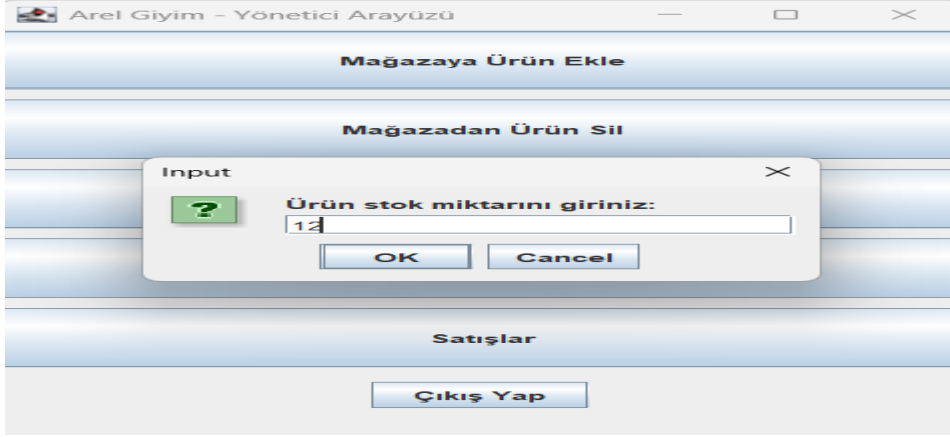 Arel Giyim - Yönetici Arayüzü
Mağazaya Ürün Ekle
Mağazadan Ürün Sil
Input
Ürün stok miktarını giriniz:
12
OK Cancel
Satışlar
Çıkış Yap